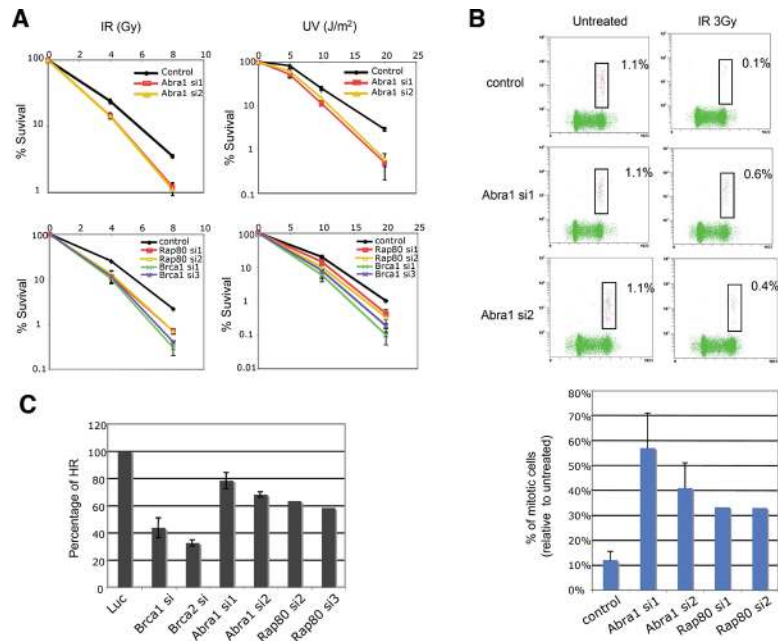 A
IR (Gy)
0 4 8 0
100
10
1
% Suvival
Control
Abra1 si1
Abra1 si2
UV (J/m²)
0 5 10 15 20 25
100
10
1
0.1
% Suvival
Control
Abra1 si1
Abra1 si2
0 2 4 6 8 10
100
10
1
0.1
% Suvival
control
Rap80 si1
Rap80 si2
Brca1 si1
Brca1 si3
0 5 10 15 20 25
100
10
1
0.1
0.01
% Suvival
control
Rap80 si1
Rap80 si2
Brca1 si1
Brca1 si3
B
Untreated IR 3Gy
control 1.1% 0.1%
Abra1 si1 1.1% 0.6%
Abra1 si2 1.1% 0.4%
80%
70%
60%
50%
40%
30%
20%
10%
0%
% of mitotic cells
(relative to untreated)
control Abra1 si1 Abra1 si2 Rap80 si1 Rap80 si2
C
120
100
80
60
40
20
0
Percentage of HR
Luc Brca1 si Brca2 si Abra1 si1 Abra1 si2 Rap80 si2 Rap80 si3